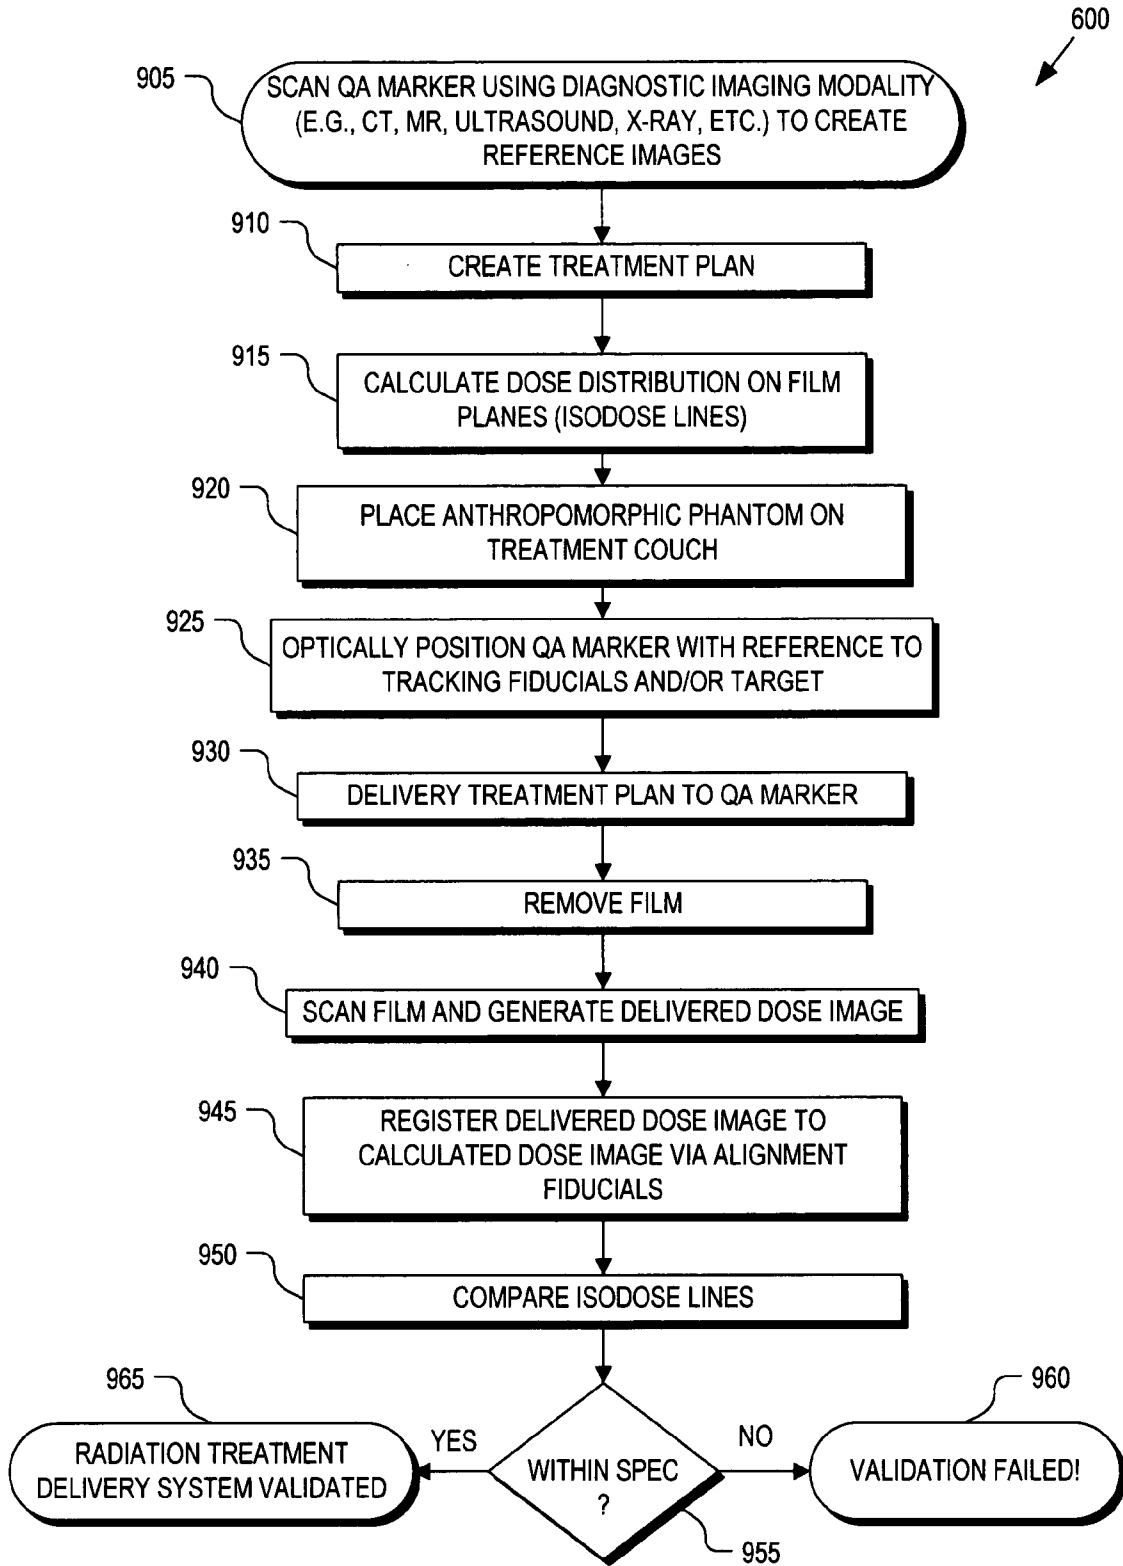 600
905
SCAN QA MARKER USING DIAGNOSTIC IMAGING MODALITY
(E.G., CT, MR, ULTRASOUND, X-RAY, ETC.) TO CREATE
REFERENCE IMAGES
910
CREATE TREATMENT PLAN
915
CALCULATE DOSE DISTRIBUTION ON FILM
PLANES (ISODOSE LINES)
920
PLACE ANTHROPOMORPHIC PHANTOM ON
TREATMENT COUCH
925
OPTICALLY POSITION QA MARKER WITH REFERENCE TO
TRACKING FIDUCIALS AND/OR TARGET
930
DELIVERY TREATMENT PLAN TO QA MARKER
935
REMOVE FILM
940
SCAN FILM AND GENERATE DELIVERED DOSE IMAGE
945
REGISTER DELIVERED DOSE IMAGE TO
CALCULATED DOSE IMAGE VIA ALIGNMENT
FIDUCIALS
950
COMPARE ISODOSE LINES
965
RADIATION TREATMENT
DELIVERY SYSTEM VALIDATED
YES
WITHIN SPEC
?
955
NO
960
VALIDATION FAILED!